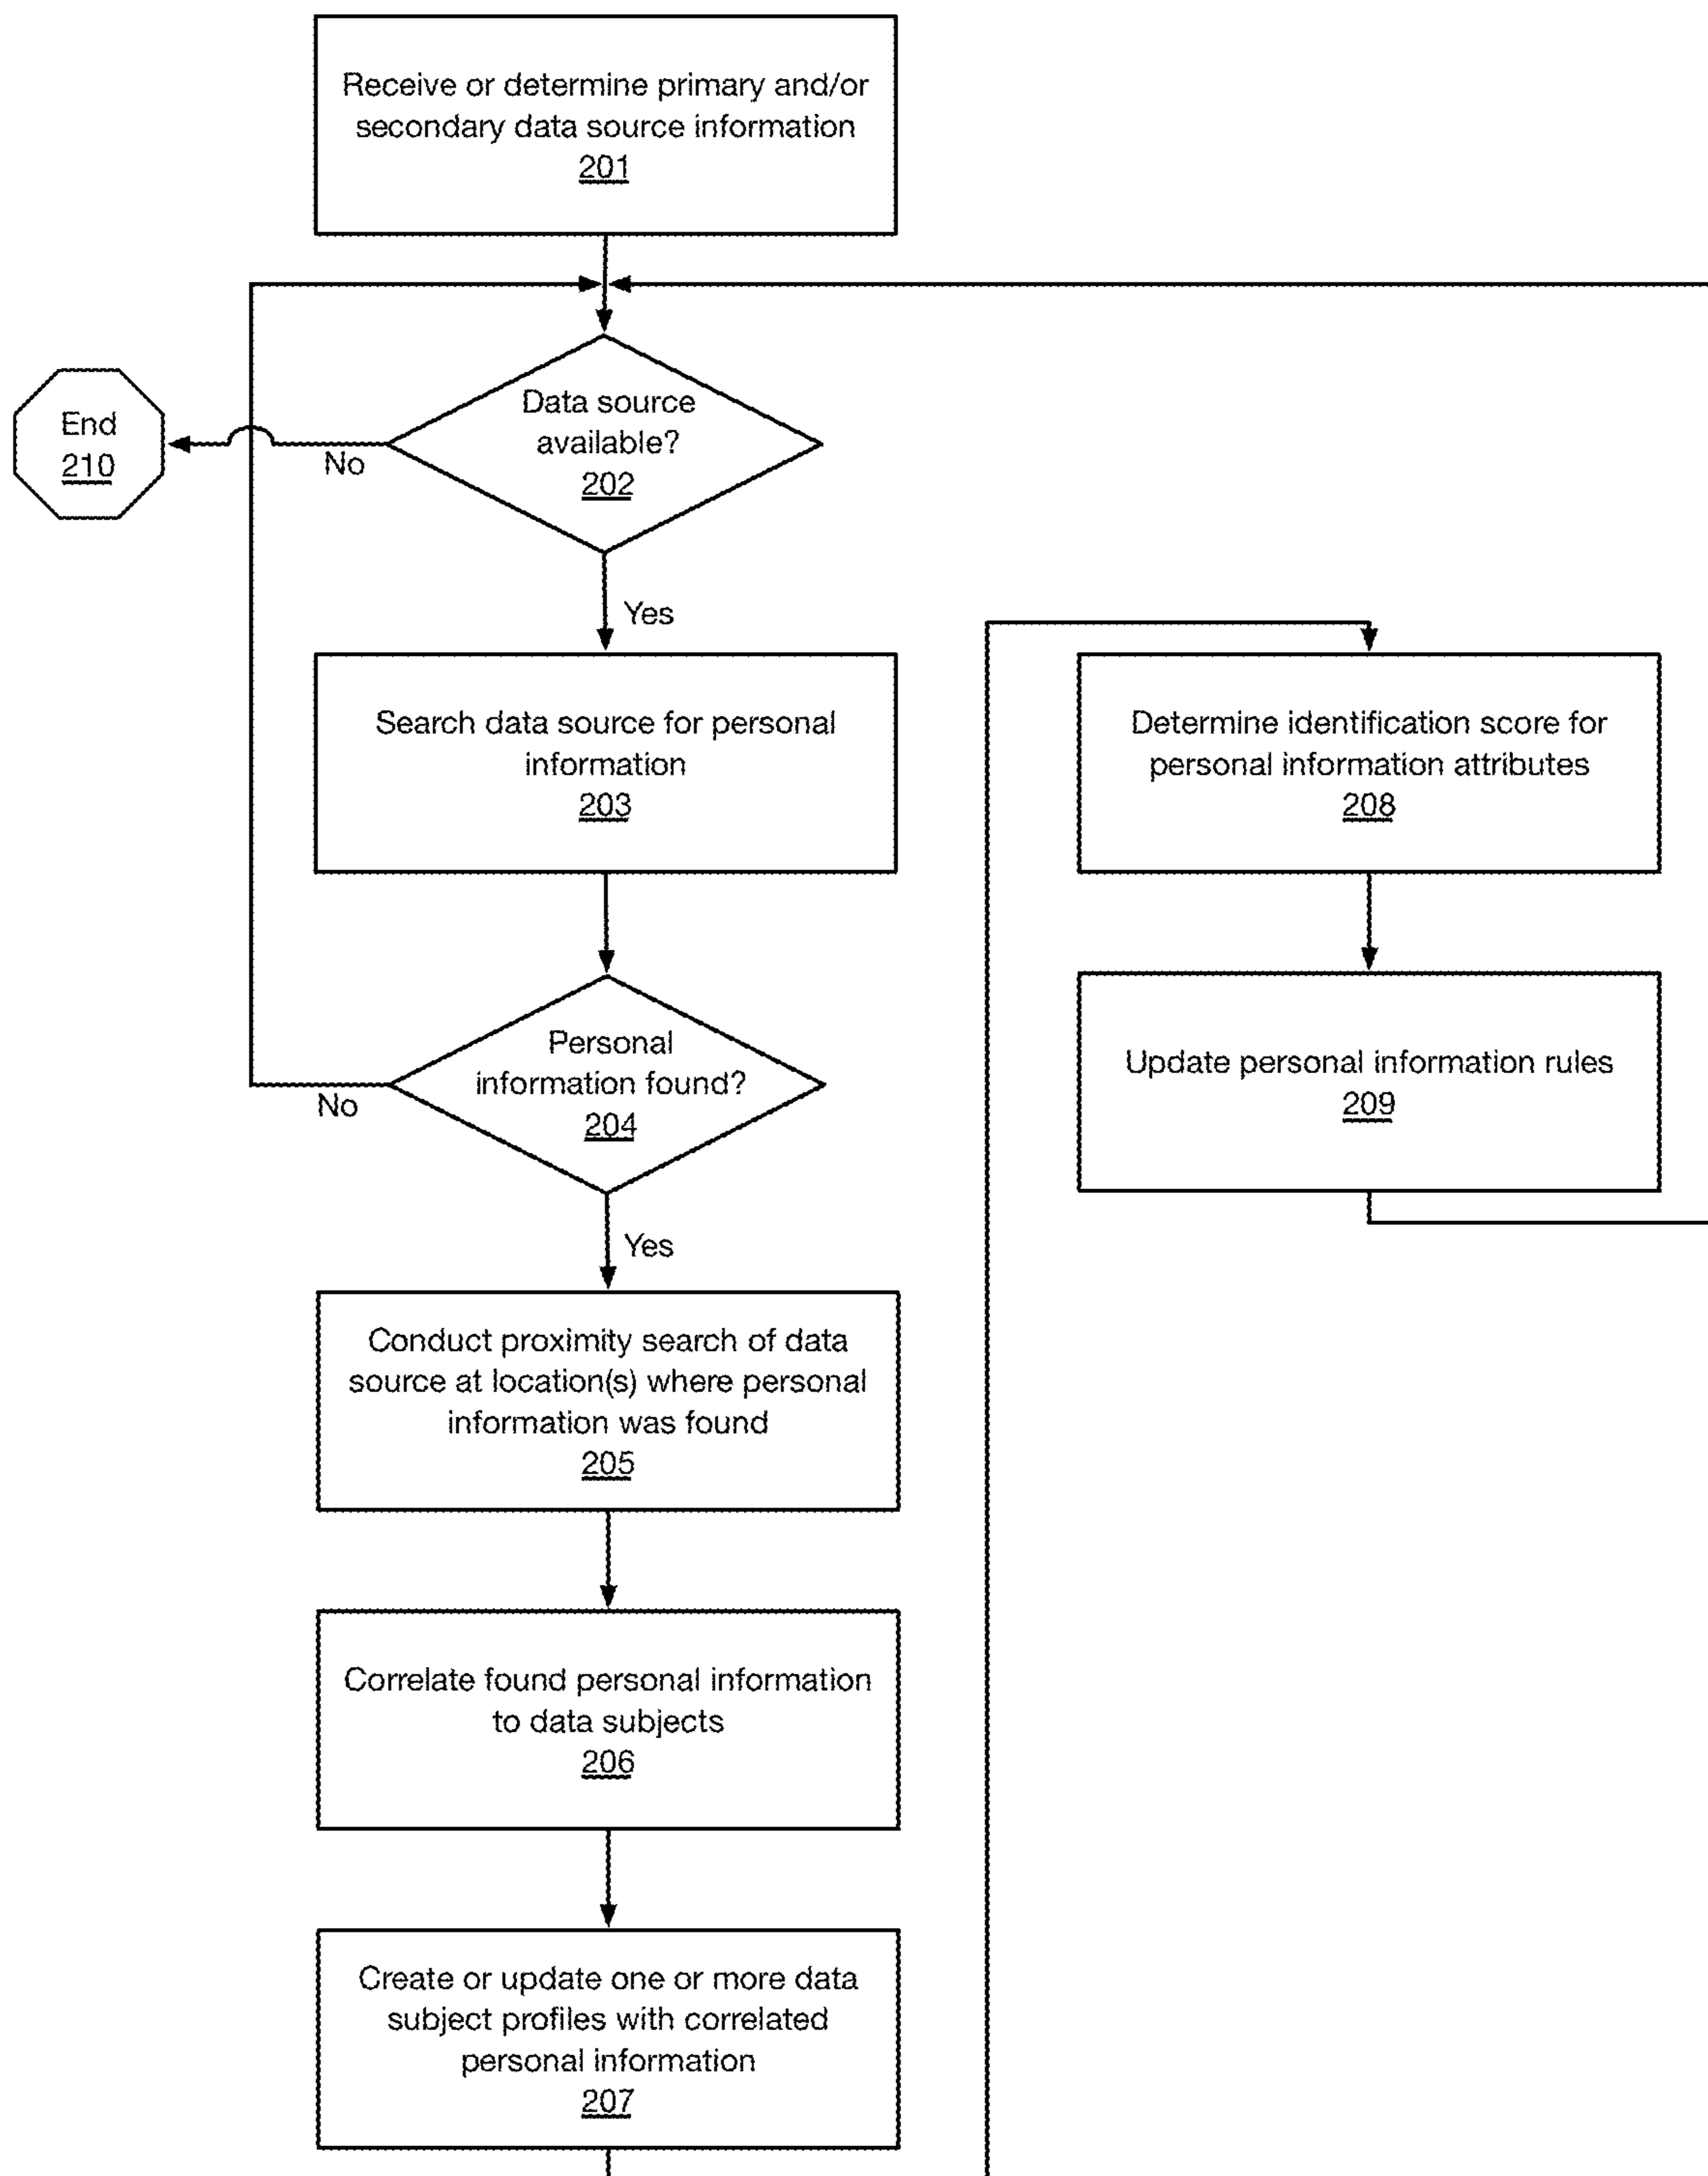 Receive or determine primary and/or
secondary data source information
201
End
210
Data source
available?
202
No
Yes
Search data source for personal
information
203
Personal
information found?
204
No
Yes
Conduct proximity search of data
source at location(s) where personal
information was found
205
Correlate found personal information
to data subjects
206
Create or update one or more data
subject profiles with correlated
personal information
207
Determine identification score for
personal information attributes
208
Update personal information rules
209